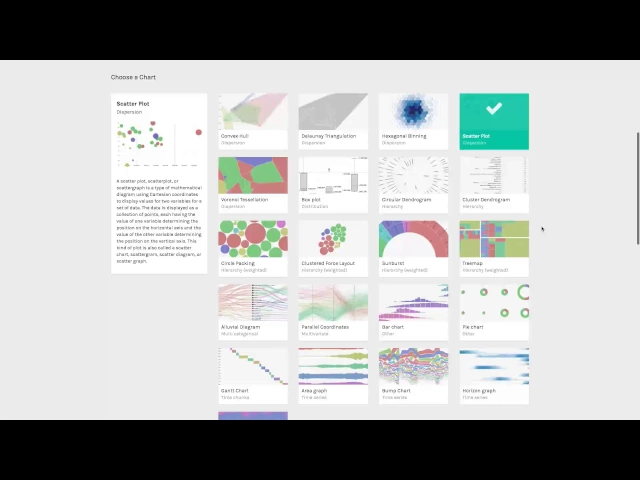 Choose a Chart
Scatter Plot
Dispersion
A scatter plot, scatterplot, or
scattergraph is a type of mathematical
diagram using Cartesian coordinates
to display values for two variables for a
set of data. The data is displayed as a
collection of points, each having the
value of one variable determining the
position on the horizontal axis and the
value of the other variable determining
the position on the vertical axis. This
kind of plot is also called a scatter
chart, scattergram, scatter diagram, or
scatter graph.
Convex Hull
Dispersion
Delaunay Triangulation
Dispersion
Hexagonal Binning
Dispersion
Scatter Plot
Dispersion
Voronoi Tessellation
Dispersion
Box plot
Distribution
Circular Dendrogram
Hierarchy
Cluster Dendrogram
Hierarchy
Circle Packing
Hierarchy (weighted)
Clustered Force Layout
Hierarchy (weighted)
Sunburst
Hierarchy (weighted)
Treemap
Hierarchy (weighted)
Alluvial Diagram
Multi categorical
Parallel Coordinates
Multivariate
Bar chart
Other
Pie chart
Other
Gantt Chart
Time chunks
Area graph
Time series
Bump Chart
Time series
Horizon graph
Time series